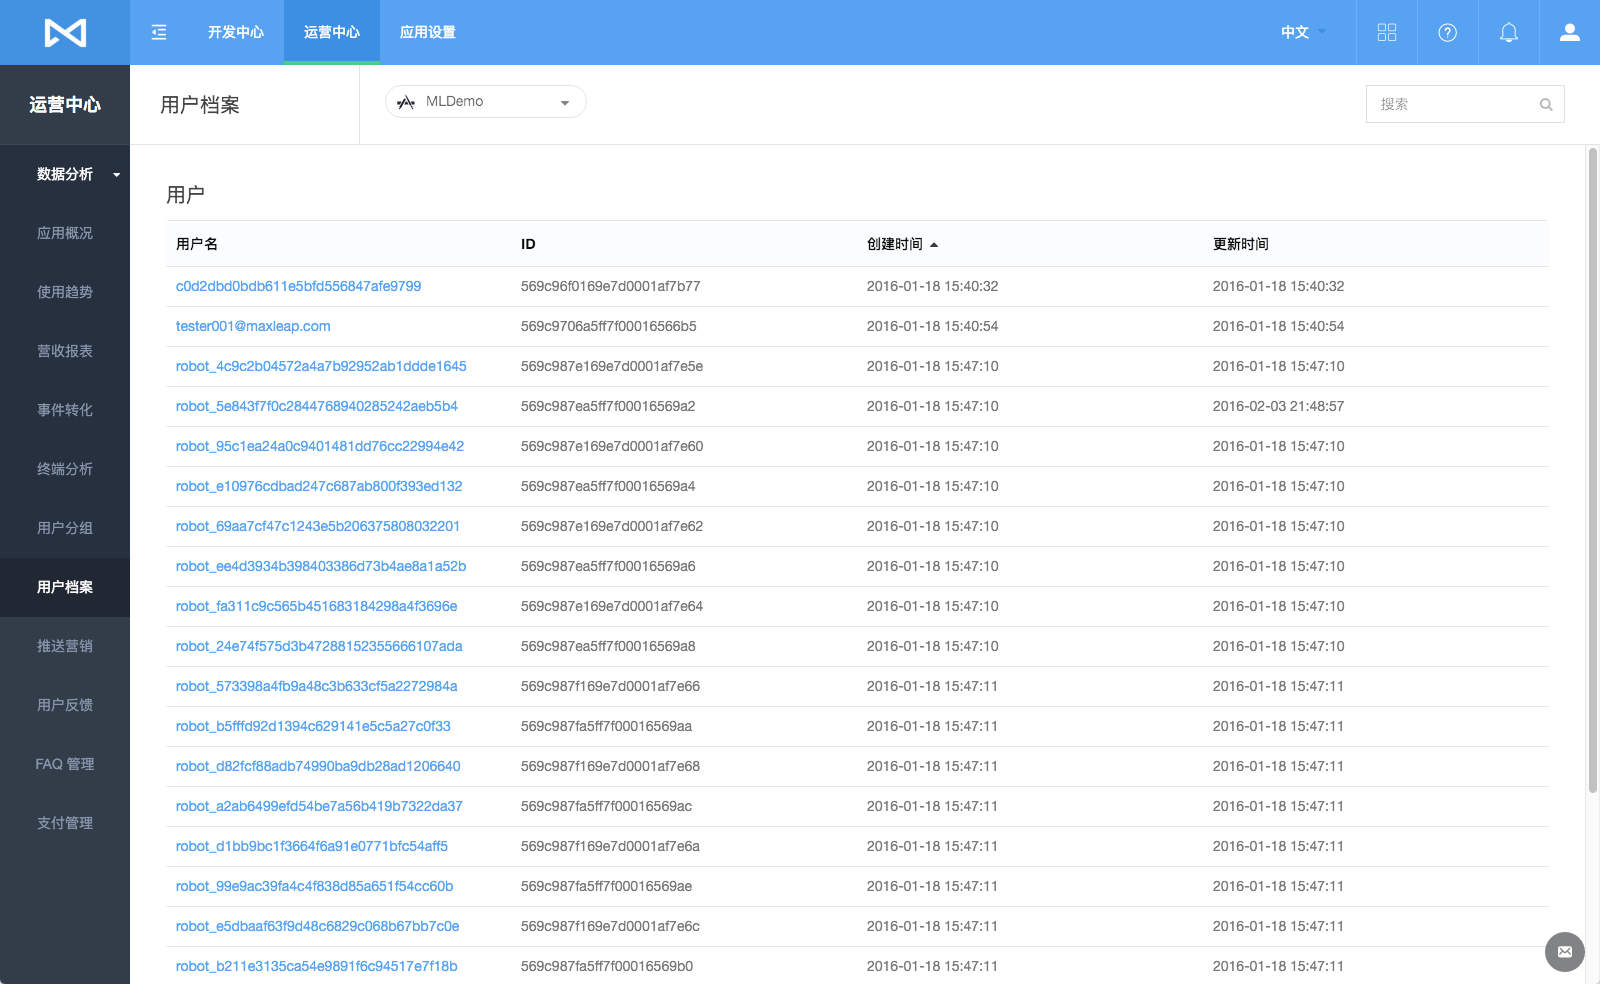 开发中心 运营中心 应用设置 中文
运营中心
用户档案
MLDemo
搜索
数据分析
应用概况
使用趋势
营收报表
事件转化
终端分析
用户分组
用户档案
推送营销
用户反馈
FAQ 管理
支付管理
用户
用户名 ID 创建时间 更新时间
c0d2dbd0bdb611e5bfd556847afe9799 569c96f0169e7d0001af7b77 2016-01-18 15:40:32 2016-01-18 15:40:32
tester001@maxleap.com 569c9706a5ff7f00016566b5 2016-01-18 15:40:54 2016-01-18 15:40:54
robot_4c9c2b04572a4a7b92952ab1ddde1645 569c987e169e7d0001af7e5e 2016-01-18 15:47:10 2016-01-18 15:47:10
robot_5e843f7f0c2844768940285242aeb5b4 569c987ea5ff7f00016569a2 2016-01-18 15:47:10 2016-02-03 21:48:57
robot_95c1ea24a0c9401481dd76cc22994e42 569c987e169e7d0001af7e60 2016-01-18 15:47:10 2016-01-18 15:47:10
robot_e10976cdbad247c687ab800f393ed132 569c987ea5ff7f00016569a4 2016-01-18 15:47:10 2016-01-18 15:47:10
robot_69aa7cf47c1243e5b206375808032201 569c987e169e7d0001af7e62 2016-01-18 15:47:10 2016-01-18 15:47:10
robot_ee4d3934b398403386d73b4ae8a1a52b 569c987ea5ff7f00016569a6 2016-01-18 15:47:10 2016-01-18 15:47:10
robot_fa311c9c565b451683184298a4f3696e 569c987e169e7d0001af7e64 2016-01-18 15:47:10 2016-01-18 15:47:10
robot_24e74f575d3b47288152355666107ada 569c987ea5ff7f00016569a8 2016-01-18 15:47:10 2016-01-18 15:47:10
robot_573398a4fb9a48c3b633cf5a2272984a 569c987f169e7d0001af7e66 2016-01-18 15:47:11 2016-01-18 15:47:11
robot_b5fffd92d1394c629141e5c5a27c0f33 569c987fa5ff7f00016569aa 2016-01-18 15:47:11 2016-01-18 15:47:11
robot_d82fcf88adb74990ba9db28ad1206640 569c987f169e7d0001af7e68 2016-01-18 15:47:11 2016-01-18 15:47:11
robot_a2ab6499efd54be7a56b419b7322da37 569c987fa5ff7f00016569ac 2016-01-18 15:47:11 2016-01-18 15:47:11
robot_d1bb9bc1f3664f6a91e0771bfc54aff5 569c987f169e7d0001af7e6a 2016-01-18 15:47:11 2016-01-18 15:47:11
robot_99e9ac39fa4c4f838d85a651f54cc60b 569c987fa5ff7f00016569ae 2016-01-18 15:47:11 2016-01-18 15:47:11
robot_e5dbaaf63f9d48c6829c068b67bb7c0e 569c987f169e7d0001af7e6c 2016-01-18 15:47:11 2016-01-18 15:47:11
robot_b211e3135ca54e9891f6c94517e7f18b 569c987fa5ff7f00016569b0 2016-01-18 15:47:11 2016-01-18 15:47:11